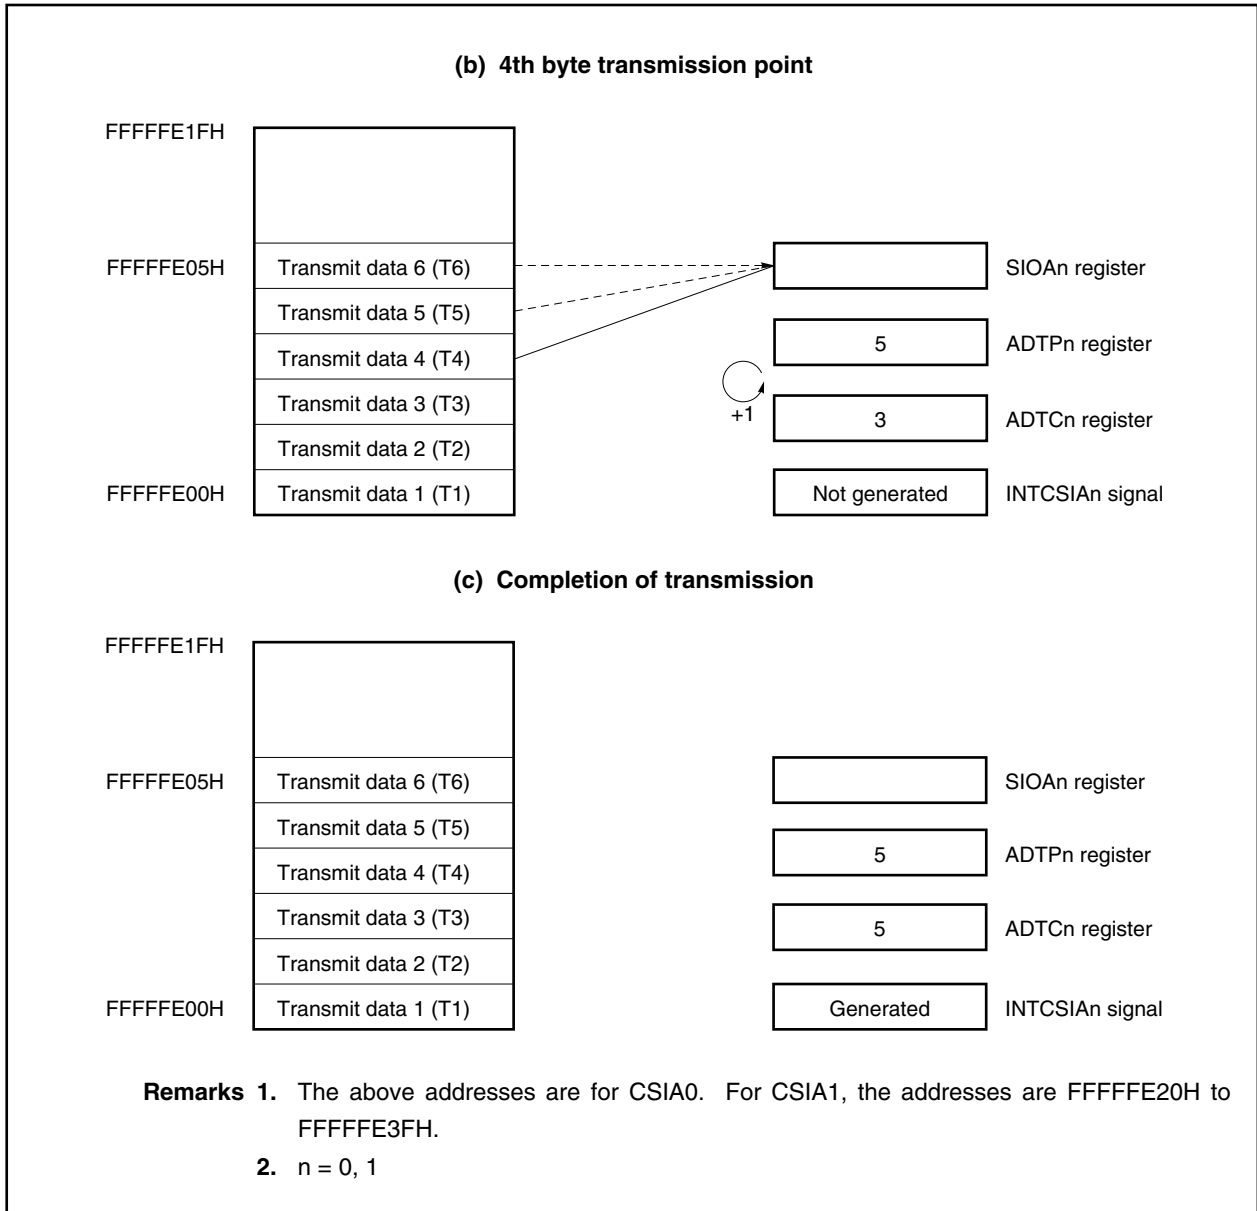 (b) 4th byte transmission point
FFFFFE1FH
FFFFFE05H
Transmit data 6 (T6)
SIOAn register
Transmit data 5 (T5)
5
ADTPn register
Transmit data 4 (T4)
Transmit data 3 (T3)
+1
3
ADTCn register
Transmit data 2 (T2)
FFFFFE00H
Transmit data 1 (T1)
Not generated
INTCSIAn signal
(c) Completion of transmission
FFFFFE1FH
FFFFFE05H
Transmit data 6 (T6)
SIOAn register
Transmit data 5 (T5)
5
ADTPn register
Transmit data 4 (T4)
Transmit data 3 (T3)
5
ADTCn register
Transmit data 2 (T2)
FFFFFE00H
Transmit data 1 (T1)
Generated
INTCSIAn signal
Remarks 1. The above addresses are for CSIA0. For CSIA1, the addresses are FFFFFE20H to
FFFFFE3FH.
2. n = 0, 1